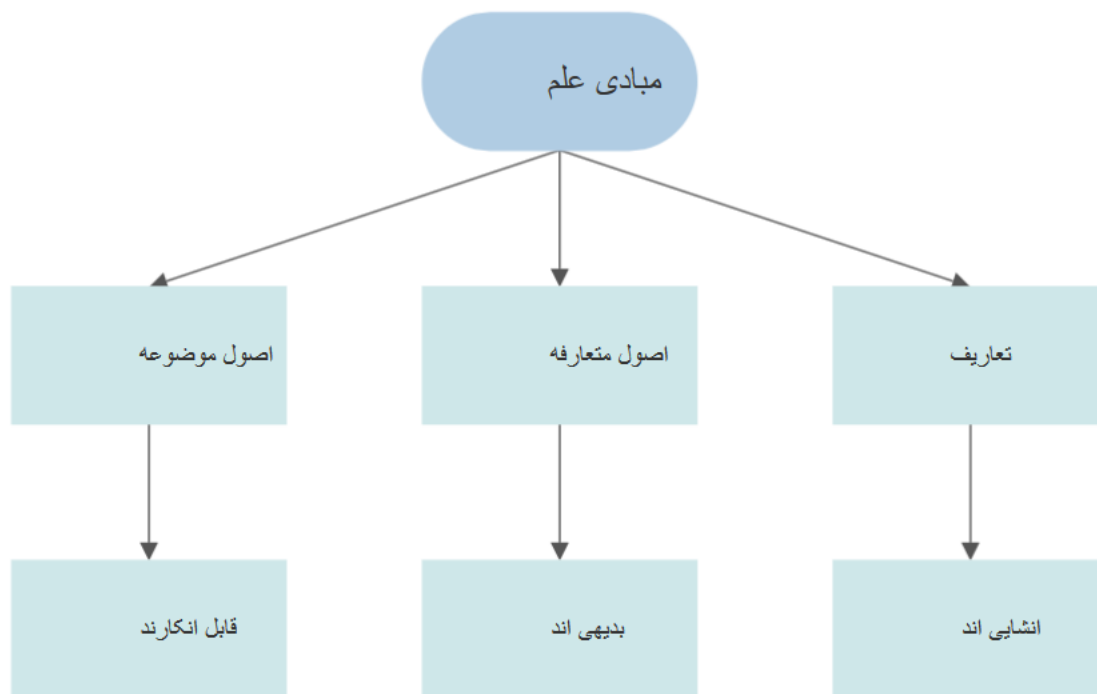 مبادی علم
تعاریف
اصول متعارفه
اصول موضوعه
انشایی اند
بدیهی اند
قابل انکارند